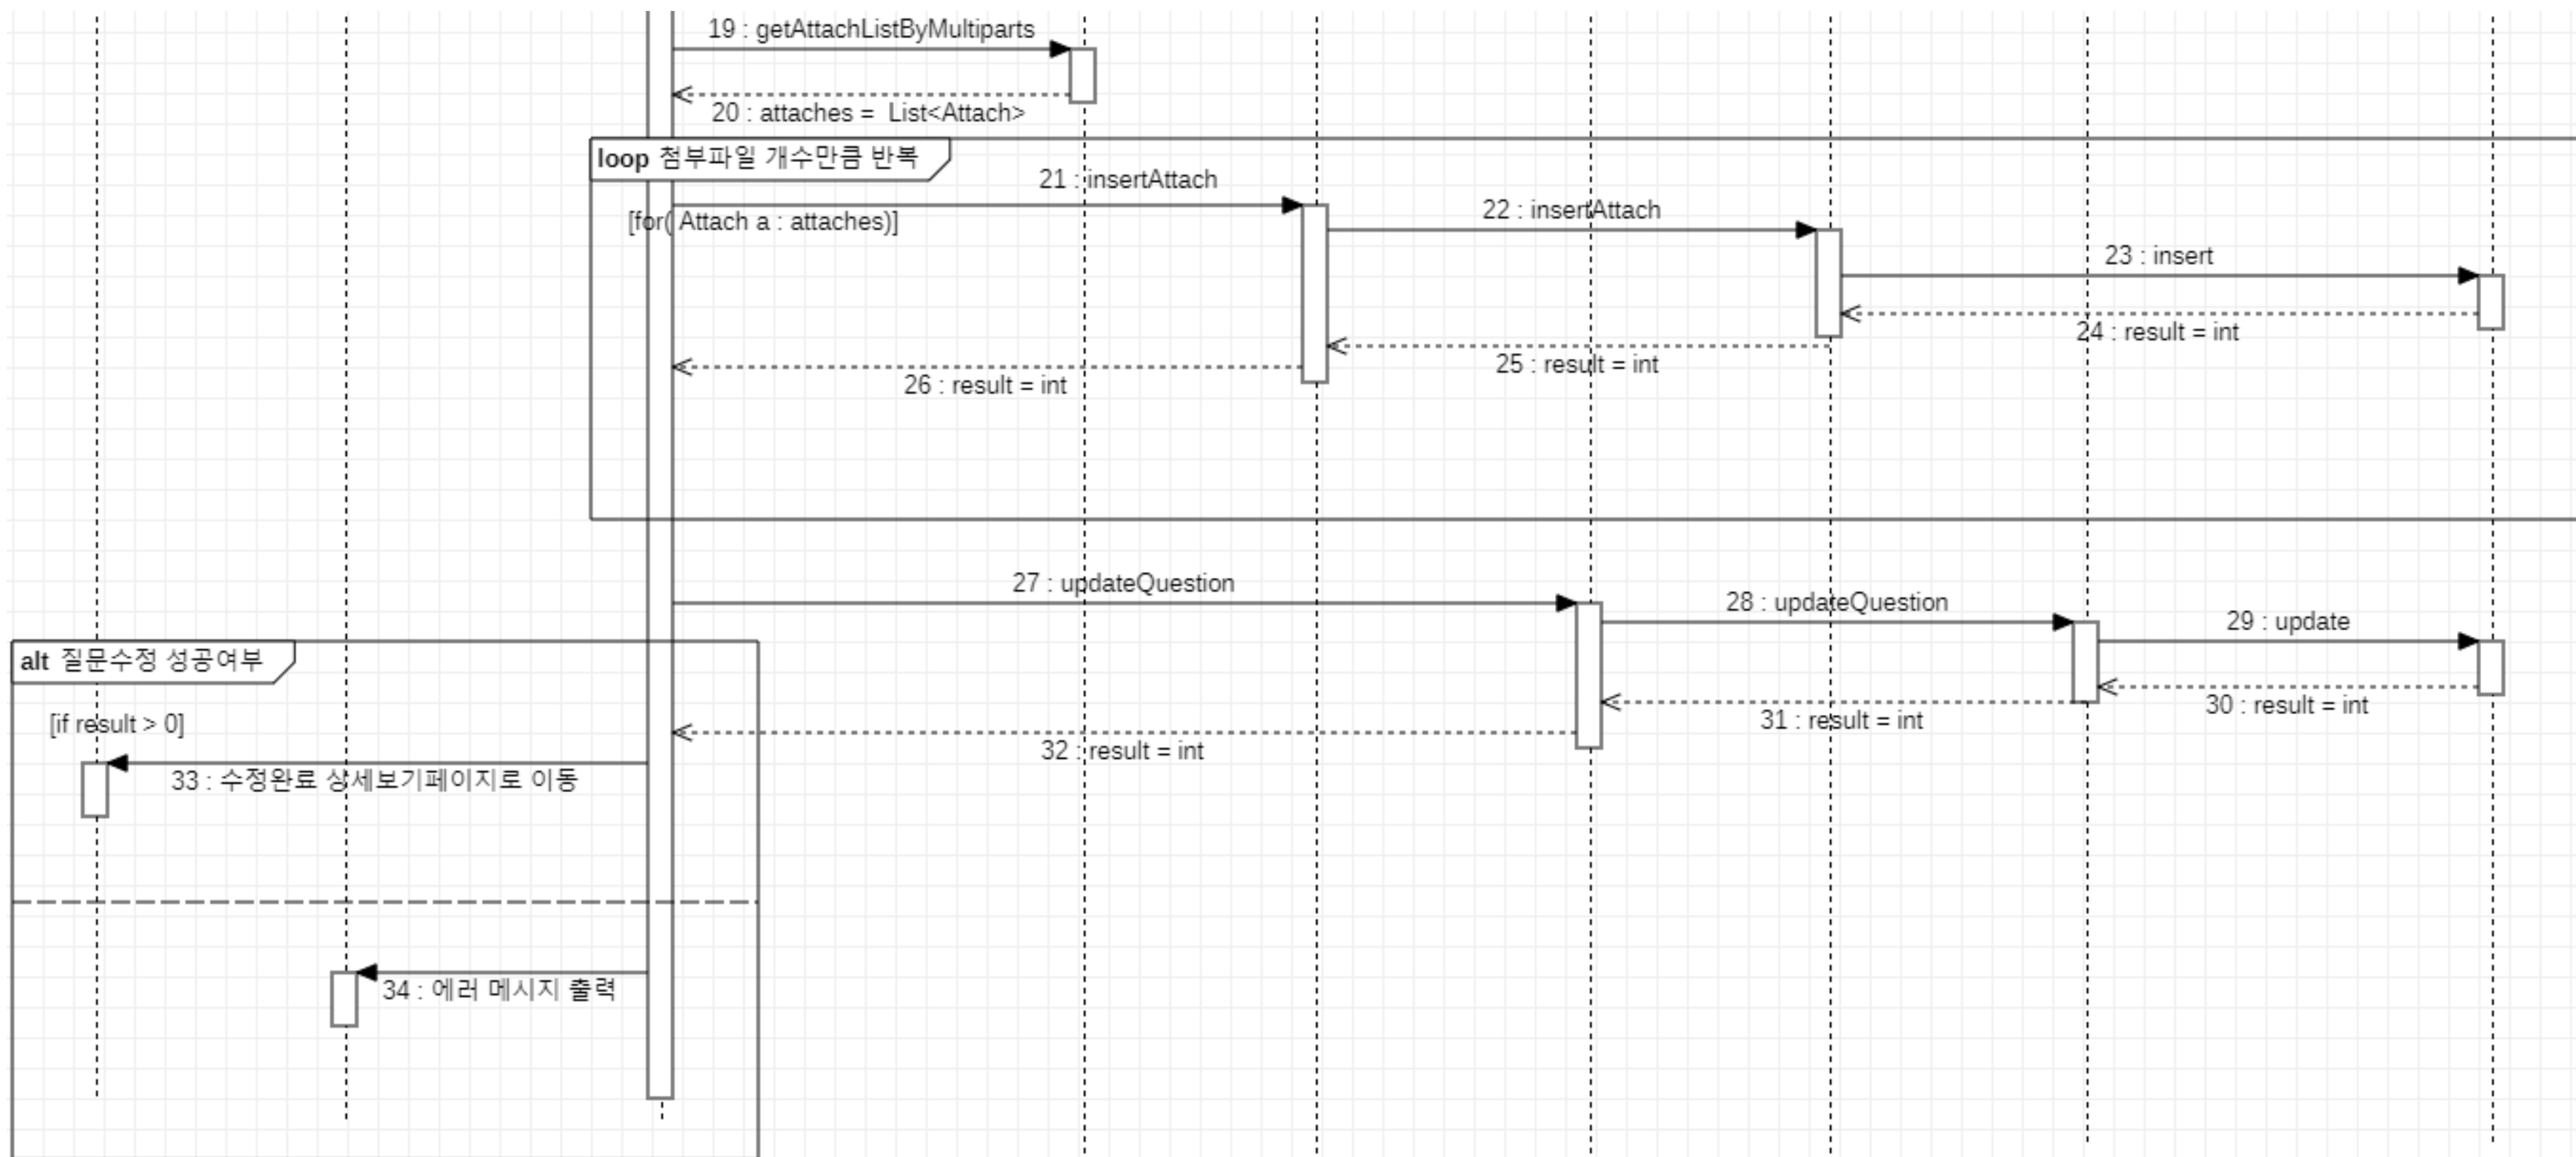 19 : getAttachListByMultiparts
20 : attaches =  List<Attach>
loop 첨부파일 개수만큼 반복
21 : insertAttach
[for( Attach a : attaches)]
22 : insertAttach
23 : insert
24 : result = int
25 : result = int
26 : result = int
27 : updateQuestion
28 : updateQuestion
29 : update
alt 질문수정 성공여부
30 : result = int
31 : result = int
[if result > 0]
32 : result = int
33 : 수정완료 상세보기페이지로 이동
34 : 에러 메시지 출력